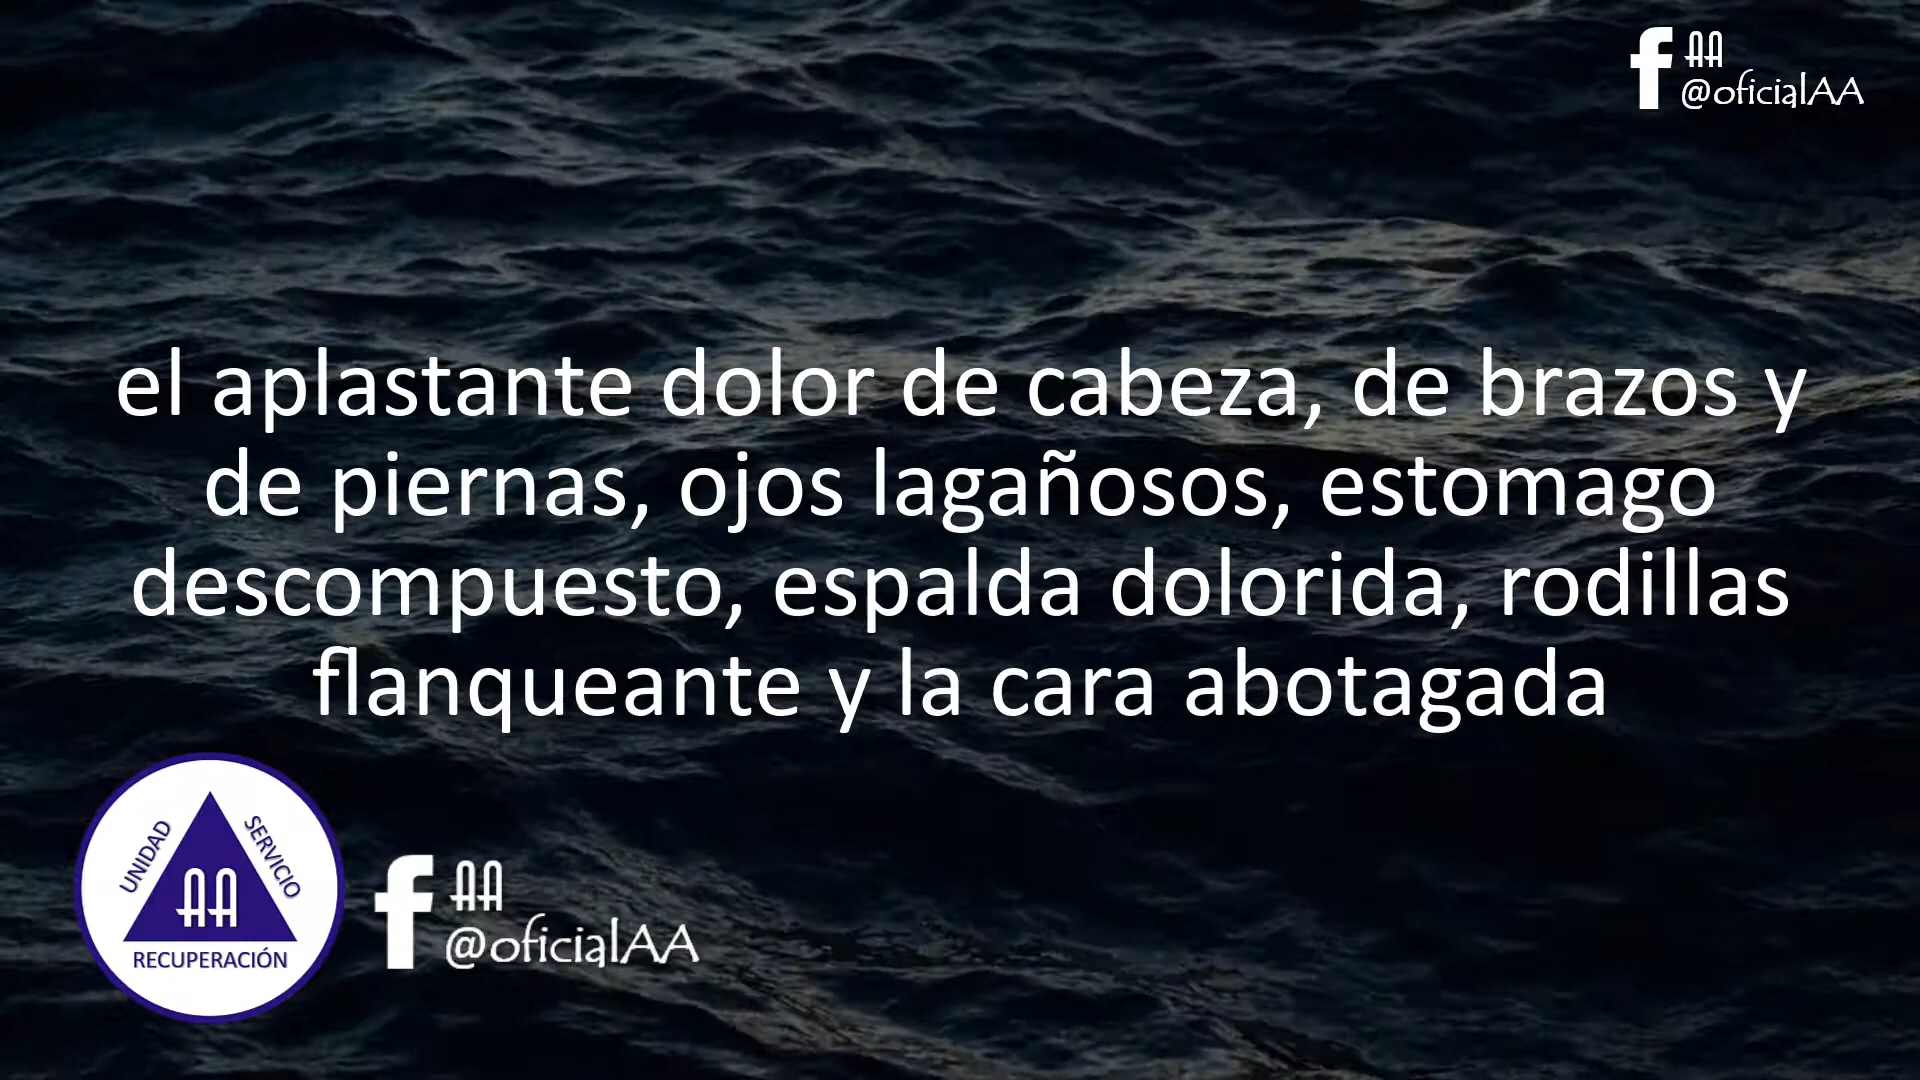 AA
@oficialAA
el aplastante dolor de cabeza, de brazos y
de piernas, ojos lagañosos, estomago
descompuesto, espalda dolorida, rodillas
flanqueante y la cara abotagada
UNIDAD
SERVICIO
AA
RECUPERACIÓN
AA
@oficialAA